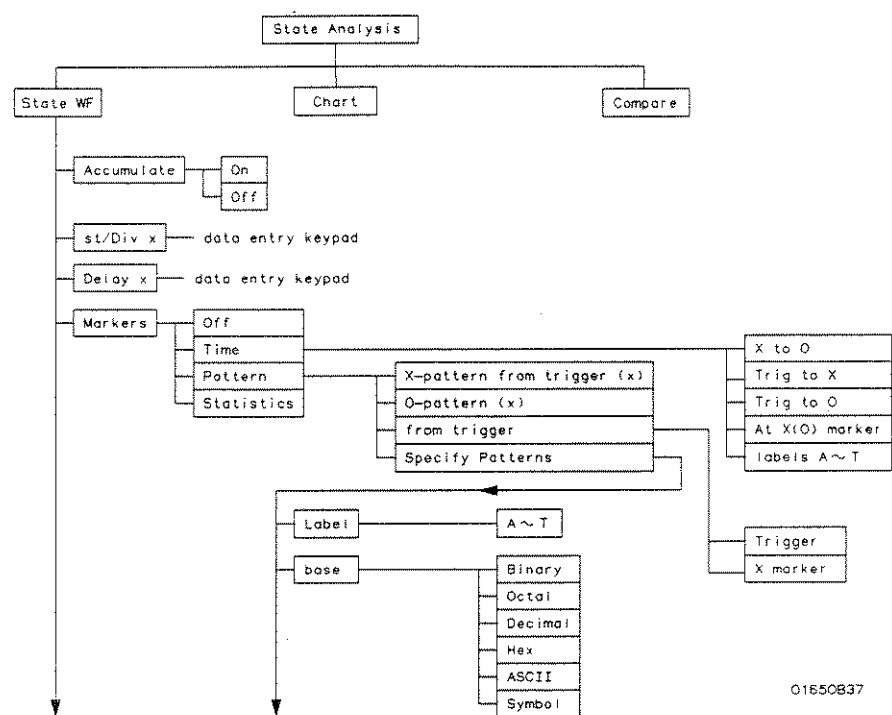 State Analysis
State WF
Chart
Compare
Accumulate
On
Off
st/Div x
data entry keypad
Delay x
data entry keypad
Markers
Off
Time
Pattern
Statistics
X-pattern from trigger (x)
O-pattern (x)
from trigger
Specify Patterns
X to O
Trig to X
Trig to O
At X(O) marker
labels A~T
Label
A~T
Trigger
X marker
base
Binary
Octal
Decimal
Hex
ASCII
Symbol
01650B37